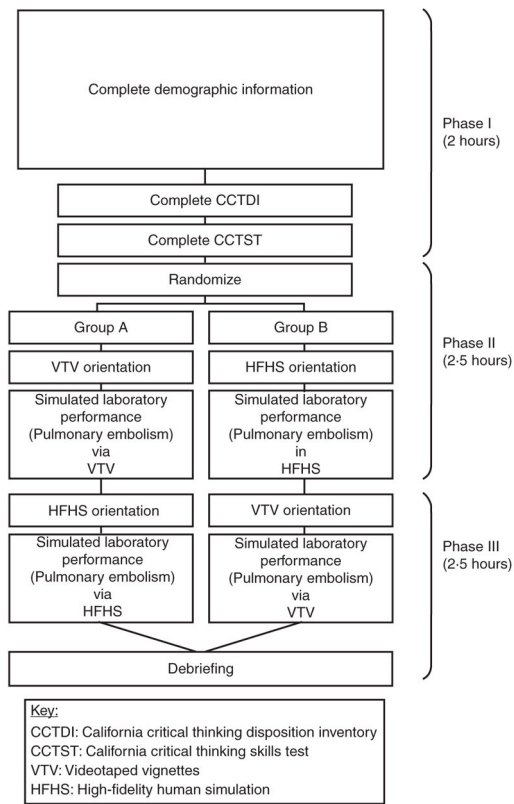 Complete demographic information
Phase I
(2 hours)
Complete CCTDI
Complete CCTST
Randomize
Group A
Group B
Phase II
(2·5 hours)
VTV orientation
HFHS orientation
Simulated laboratory
performance
(Pulmonary embolism)
via
VTV
Simulated laboratory
performance
(Pulmonary embolism)
in
HFHS
HFHS orientation
VTV orientation
Phase III
(2·5 hours)
Simulated laboratory
performance
(Pulmonary embolism)
via
HFHS
Simulated laboratory
performance
(Pulmonary embolism)
via
VTV
Debriefing
Key:
CCTDI: California critical thinking disposition inventory
CCTST: California critical thinking skills test
VTV: Videotaped vignettes
HFHS: High-fidelity human simulation